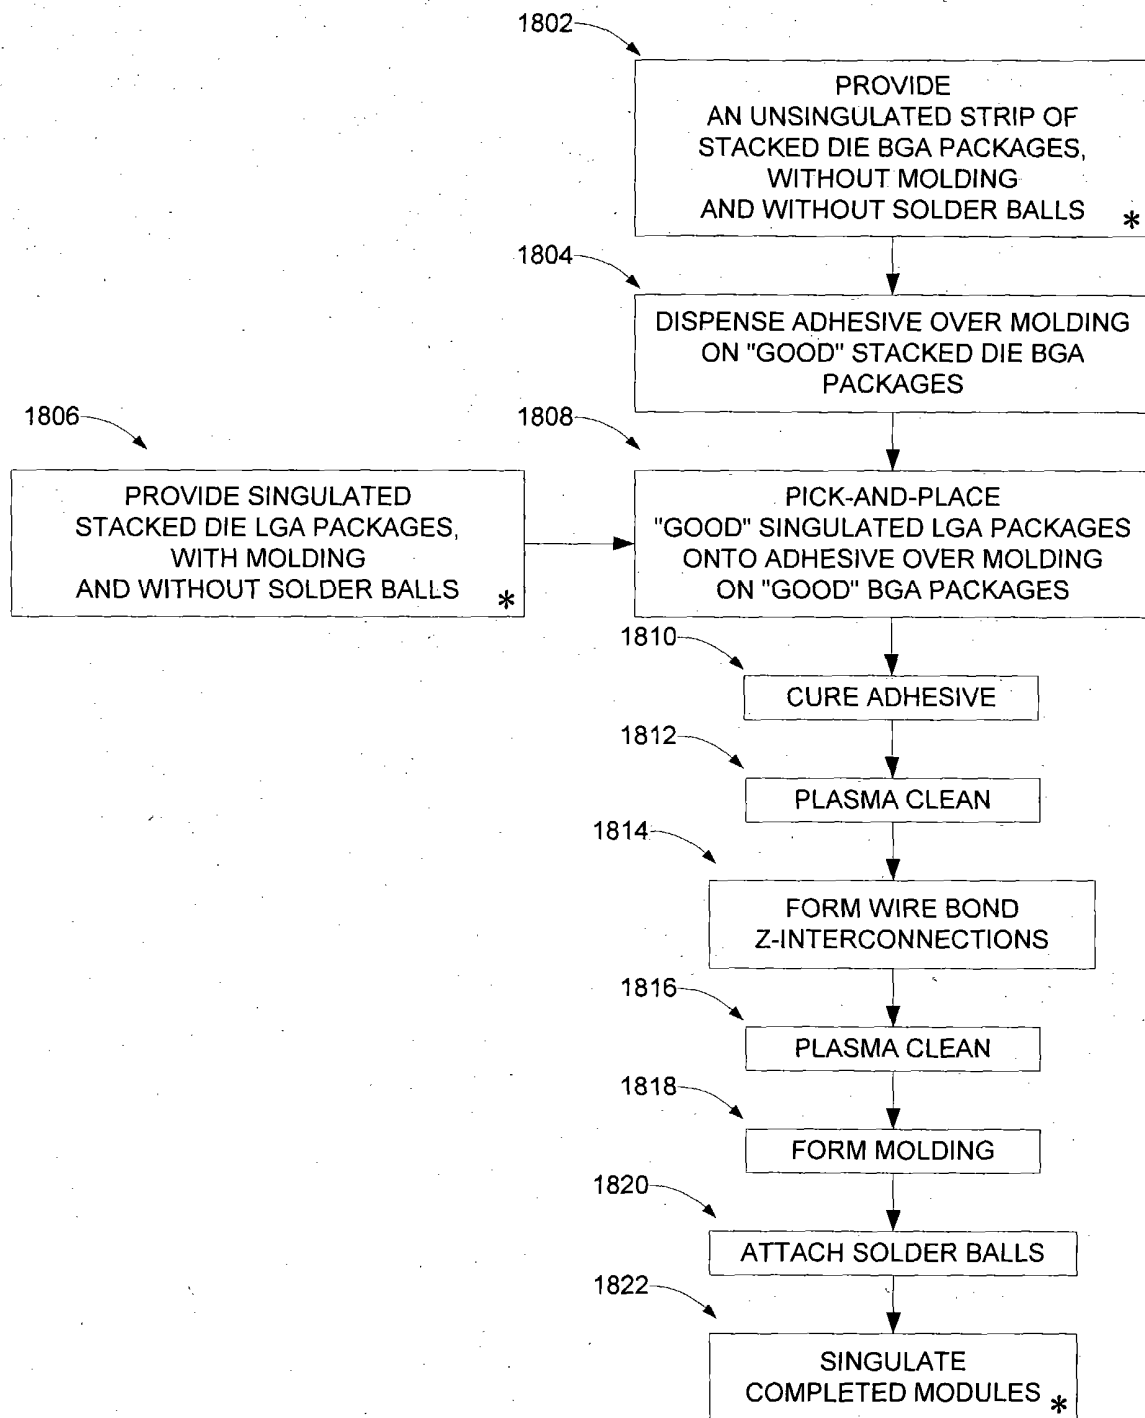 1802
PROVIDE
AN UNSINGULATED STRIP OF
STACKED DIE BGA PACKAGES,
WITHOUT MOLDING
AND WITHOUT SOLDER BALLS
*
1804
DISPENSE ADHESIVE OVER MOLDING
ON "GOOD" STACKED DIE BGA
PACKAGES
1806
PROVIDE SINGULATED
STACKED DIE LGA PACKAGES,
WITH MOLDING
AND WITHOUT SOLDER BALLS
*
1808
PICK-AND-PLACE
"GOOD" SINGULATED LGA PACKAGES
ONTO ADHESIVE OVER MOLDING
ON "GOOD" BGA PACKAGES
1810
CURE ADHESIVE
1812
PLASMA CLEAN
1814
FORM WIRE BOND
Z-INTERCONNECTIONS
1816
PLASMA CLEAN
1818
FORM MOLDING
1820
ATTACH SOLDER BALLS
1822
SINGULATE
COMPLETED MODULES
*